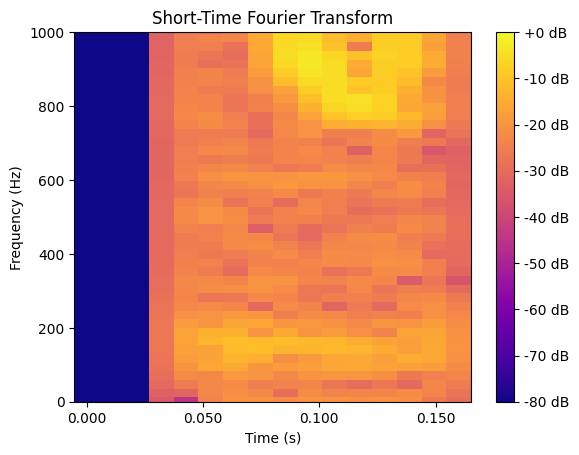 Short-Time Fourier Transform
Frequency (Hz)
1000
800
600
400
200
0
0.000
0.050
0.100
0.150
Time (s)
+0 dB
-10 dB
-20 dB
-30 dB
-40 dB
-50 dB
-60 dB
-70 dB
-80 dB